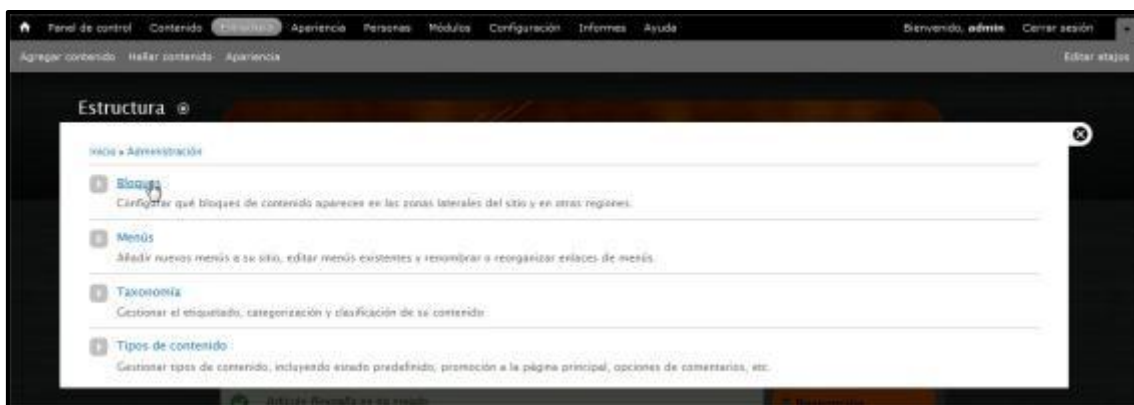 Panel de control Contenido Estructura Apariencia Personas Módulos Configuración Informes Ayuda Bienvenido, admin Cerrar sesión
Agregar contenido Hallar contenido Apariencia Editar atajos
Estructura
Inicio » Administración
Bloques
Configurar qué bloques de contenido aparecen en las zonas laterales del sitio y en otras regiones.
Menús
Añadir nuevos menús a su sitio, editar menús existentes y renombrar o reorganizar enlaces de menús.
Taxonomía
Gestionar el etiquetado, categorización y clasificación de su contenido
Tipos de contenido
Gestionar tipos de contenido, incluyendo estado predefinido, promoción a la página principal, opciones de comentarios, etc.